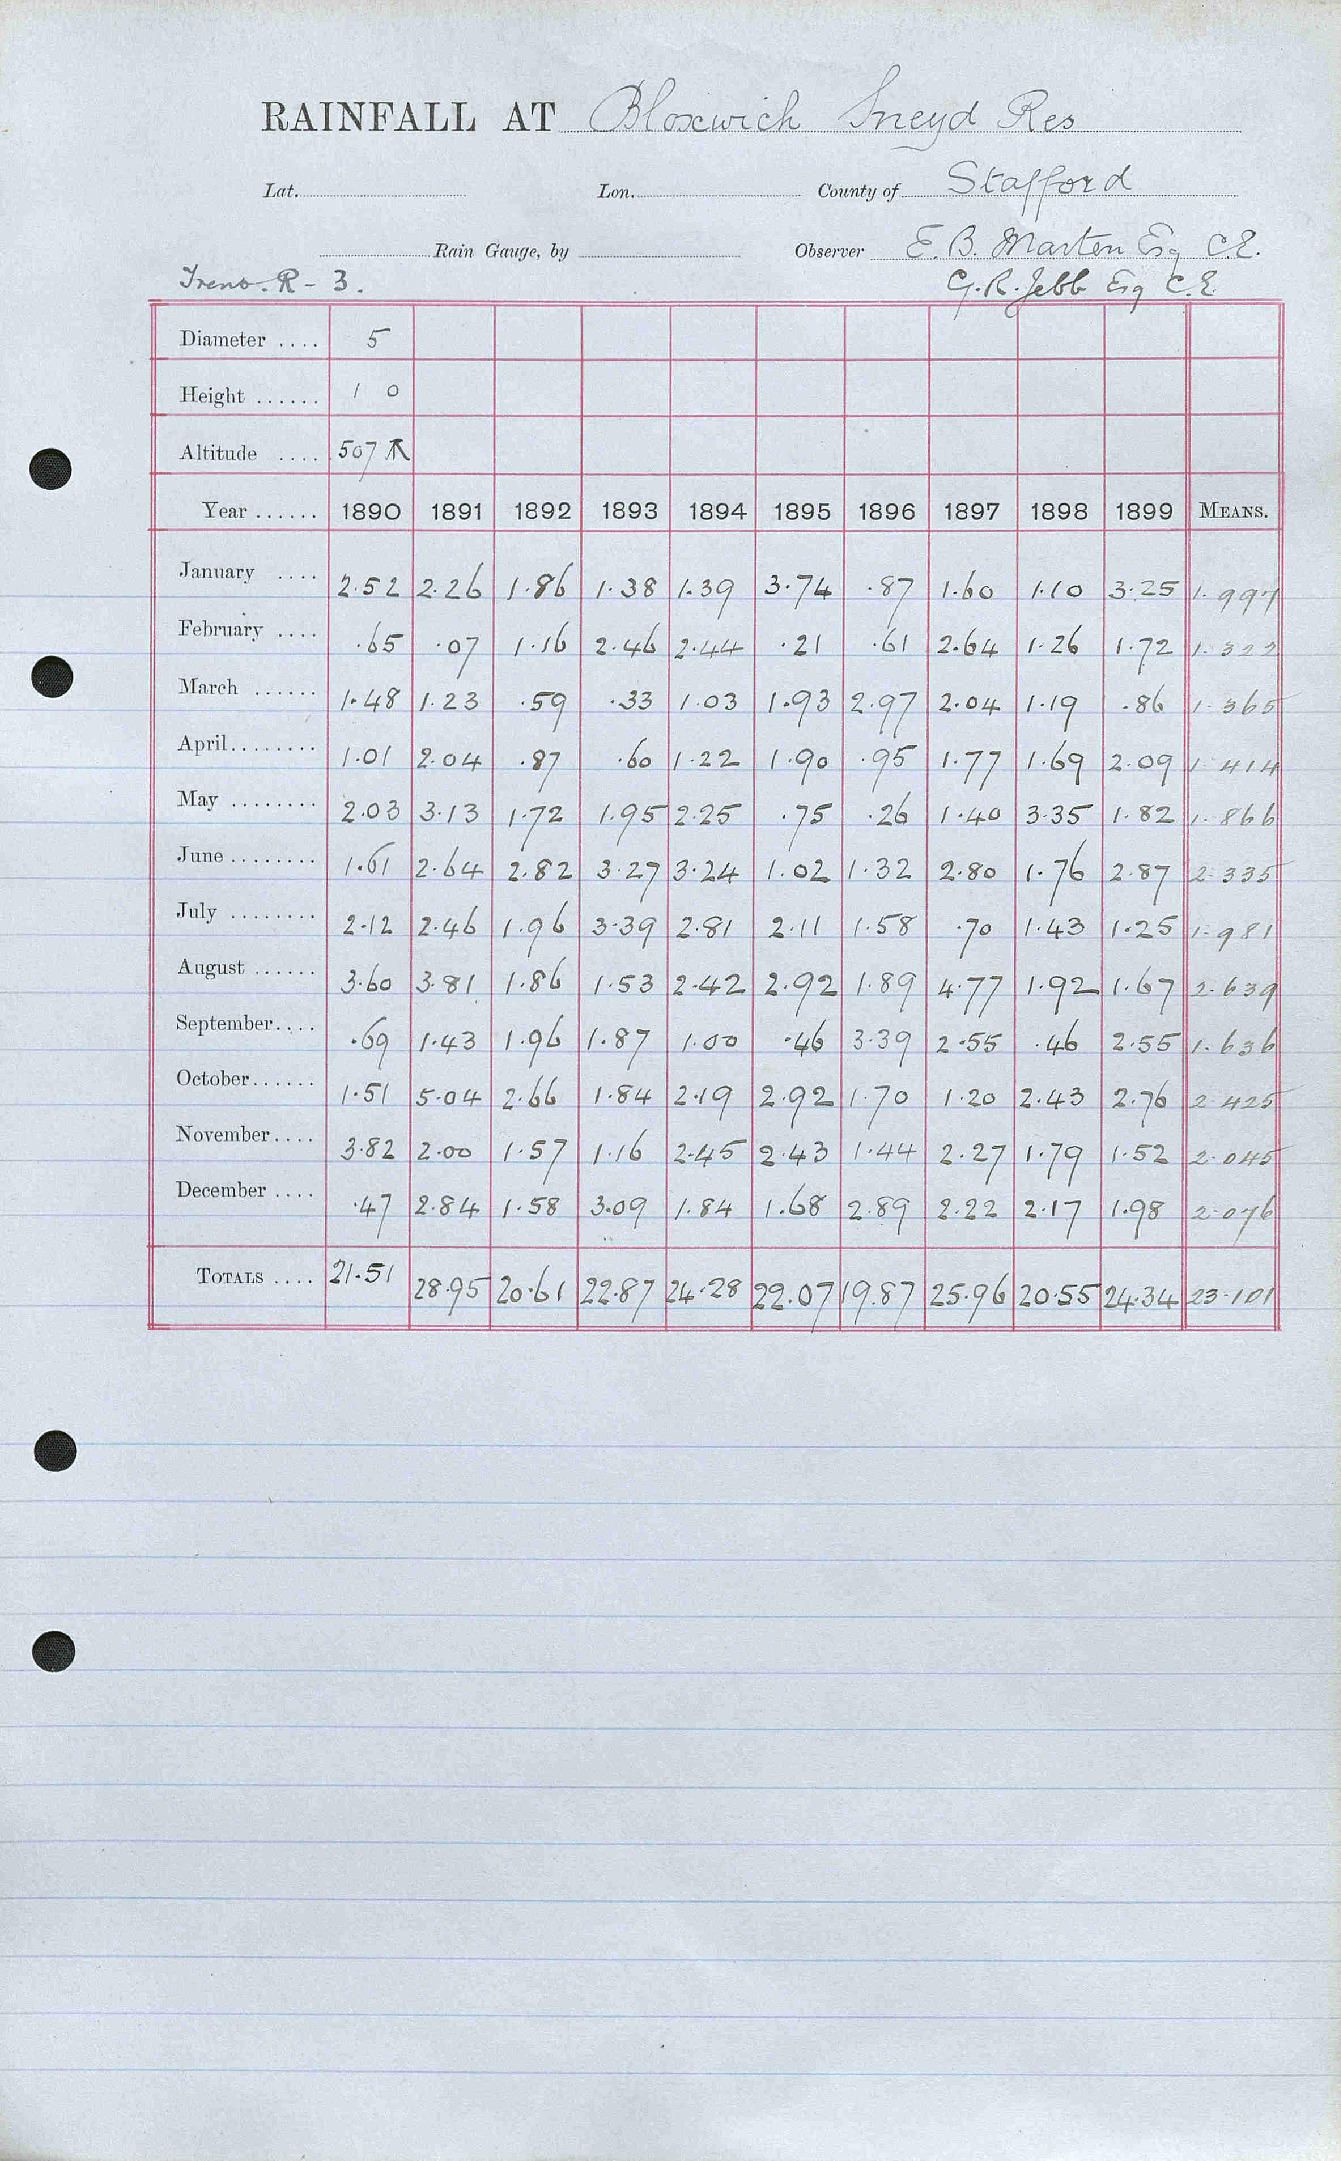 RAINFALL AT Bloxwich Sneyd Res
Lat. Lon. County of Stafford
Rain Gauge, by Observer E. B. Marten Esq C.E.
R - 3. G. R. Jebb Esq C.E.
Diameter .... 5
Height ...... 1 0
Altitude .... 507
Year ...... 1890 1891 1892 1893 1894 1895 1896 1897 1898 1899 MEANS.
January .... 2.52 2.26 1.86 1.38 1.39 3.74 .87 1.60 1.10 3.25 1.997
February .... .65 .07 1.16 2.46 2.44 .21 .61 2.64 1.26 1.72 1.322
March ...... 1.48 1.23 .59 .33 1.03 1.93 2.97 2.04 1.19 .86 1.365
April........ 1.01 2.04 .87 .60 1.22 1.90 .95 1.77 1.69 2.09 1.414
May ........ 2.03 3.13 1.72 1.95 2.25 .75 .26 1.40 3.35 1.82 1.866
June ........ 1.61 2.64 2.82 3.27 3.24 1.02 1.32 2.80 1.76 2.87 2.335
July ........ 2.12 2.46 1.96 3.39 2.81 2.11 1.58 .70 1.43 1.25 1.981
August ...... 3.60 3.81 1.86 1.53 2.42 2.92 1.89 4.77 1.92 1.67 2.639
September.... .69 1.43 1.96 1.87 1.00 .46 3.39 2.55 .46 2.55 1.636
October...... 1.51 5.04 2.66 1.84 2.19 2.92 1.70 1.20 2.43 2.76 2.425
November.... 3.82 2.00 1.57 1.16 2.45 2.43 1.44 2.27 1.79 1.52 2.045
December .... .47 2.84 1.58 3.09 1.84 1.68 2.89 2.22 2.17 1.98 2.076
TOTALS .... 21.51 28.95 20.61 22.87 24.28 22.07 19.87 25.96 20.55 24.34 23.101